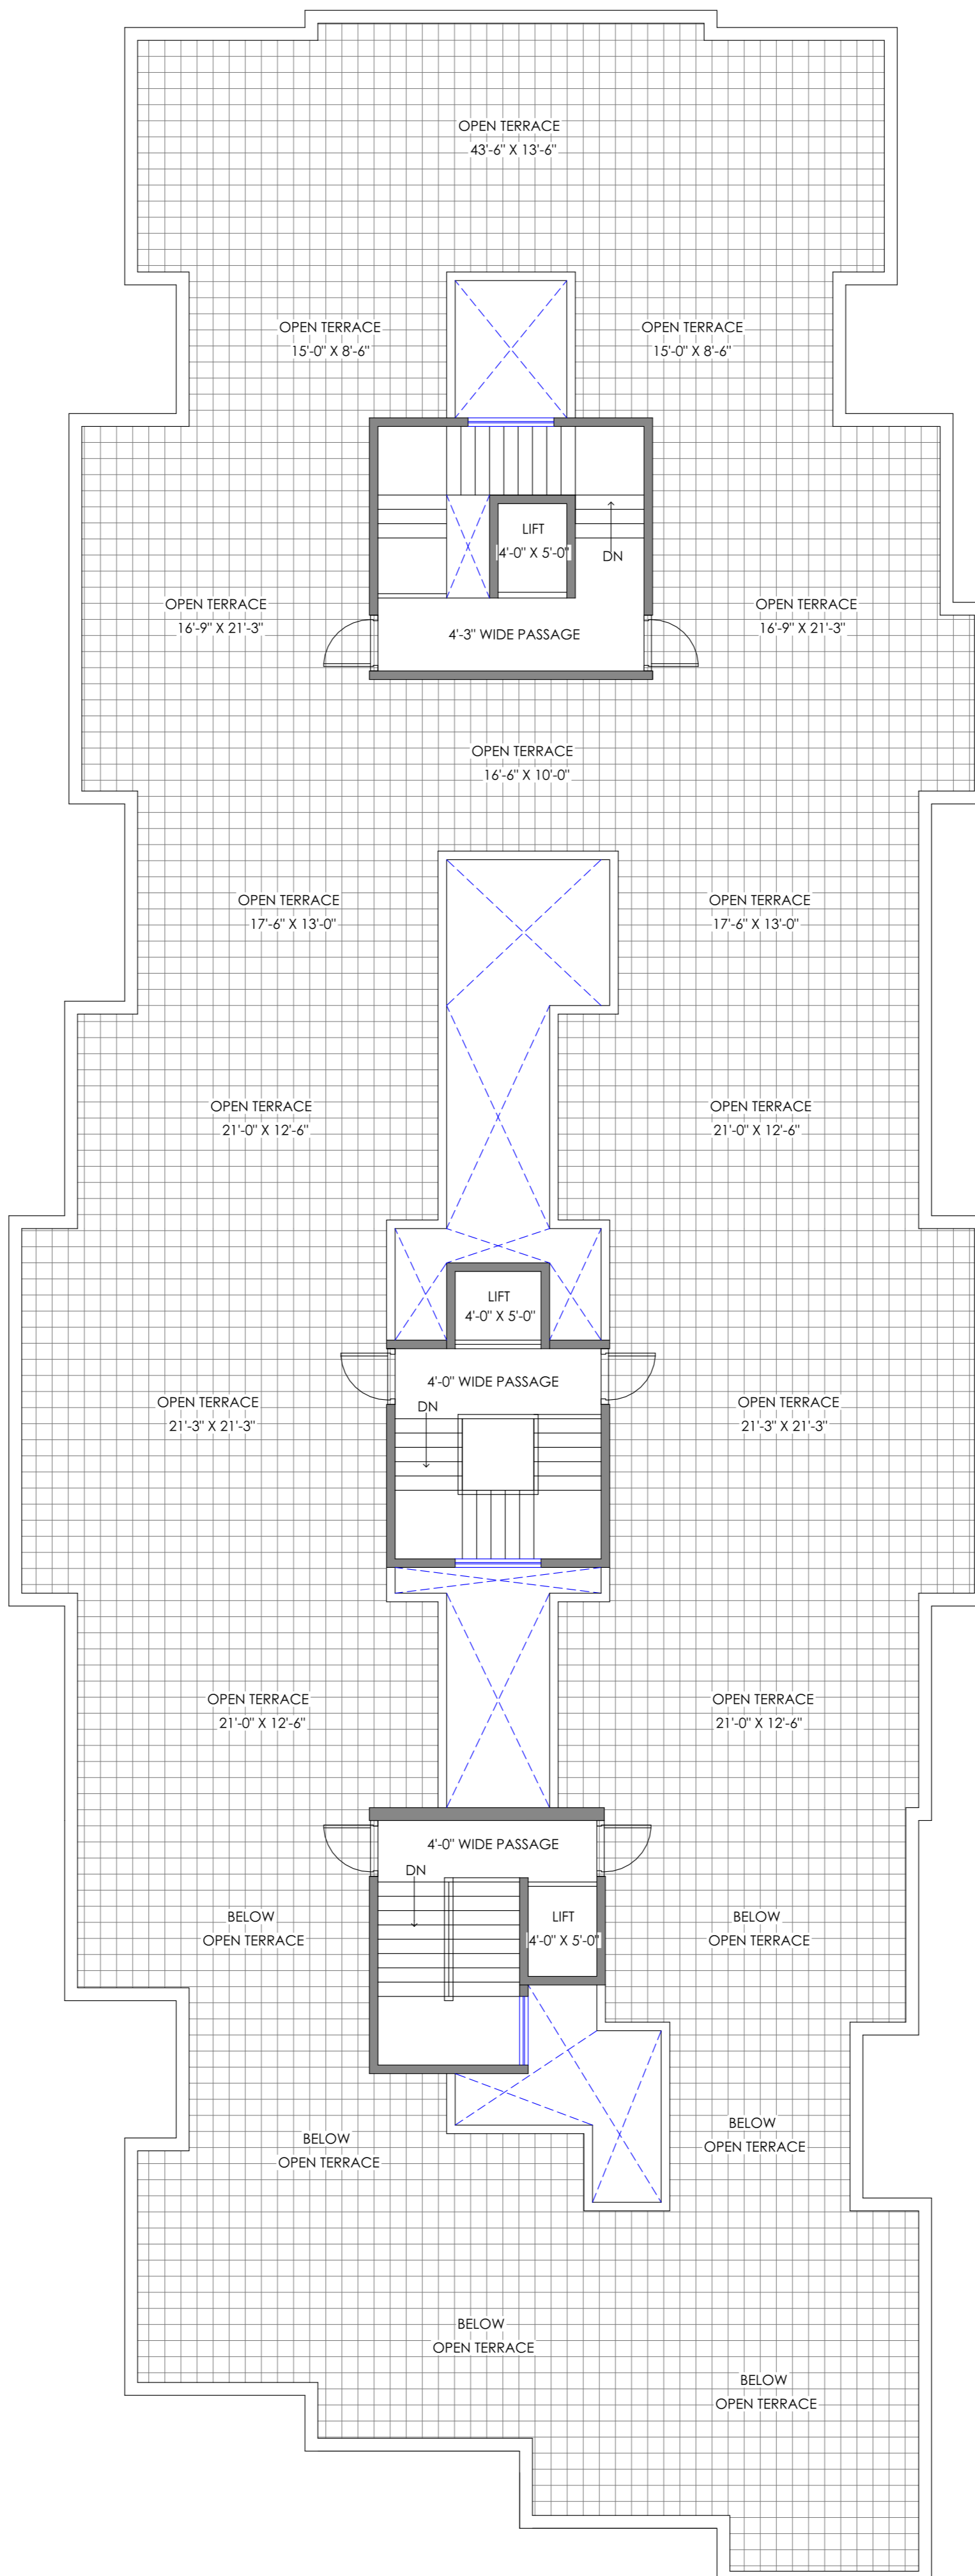 OPEN TERRACE
43'-6" X 13'-6"
OPEN TERRACE
15'-0" X 8'-6"
OPEN TERRACE
15'-0" X 8'-6"
LIFT
4'-0" X 5'-0"
DN
OPEN TERRACE
16'-9" X 21'-3"
4'-3" WIDE PASSAGE
OPEN TERRACE
16'-9" X 21'-3"
OPEN TERRACE
16'-6" X 10'-0"
OPEN TERRACE
17'-6" X 13'-0"
OPEN TERRACE
17'-6" X 13'-0"
OPEN TERRACE
21'-0" X 12'-6"
OPEN TERRACE
21'-0" X 12'-6"
LIFT
4'-0" X 5'-0"
4'-0" WIDE PASSAGE
DN
OPEN TERRACE
21'-3" X 21'-3"
OPEN TERRACE
21'-3" X 21'-3"
OPEN TERRACE
21'-0" X 12'-6"
OPEN TERRACE
21'-0" X 12'-6"
4'-0" WIDE PASSAGE
DN
BELOW
OPEN TERRACE
LIFT
4'-0" X 5'-0"
BELOW
OPEN TERRACE
BELOW
OPEN TERRACE
BELOW
OPEN TERRACE
BELOW
OPEN TERRACE
BELOW
OPEN TERRACE